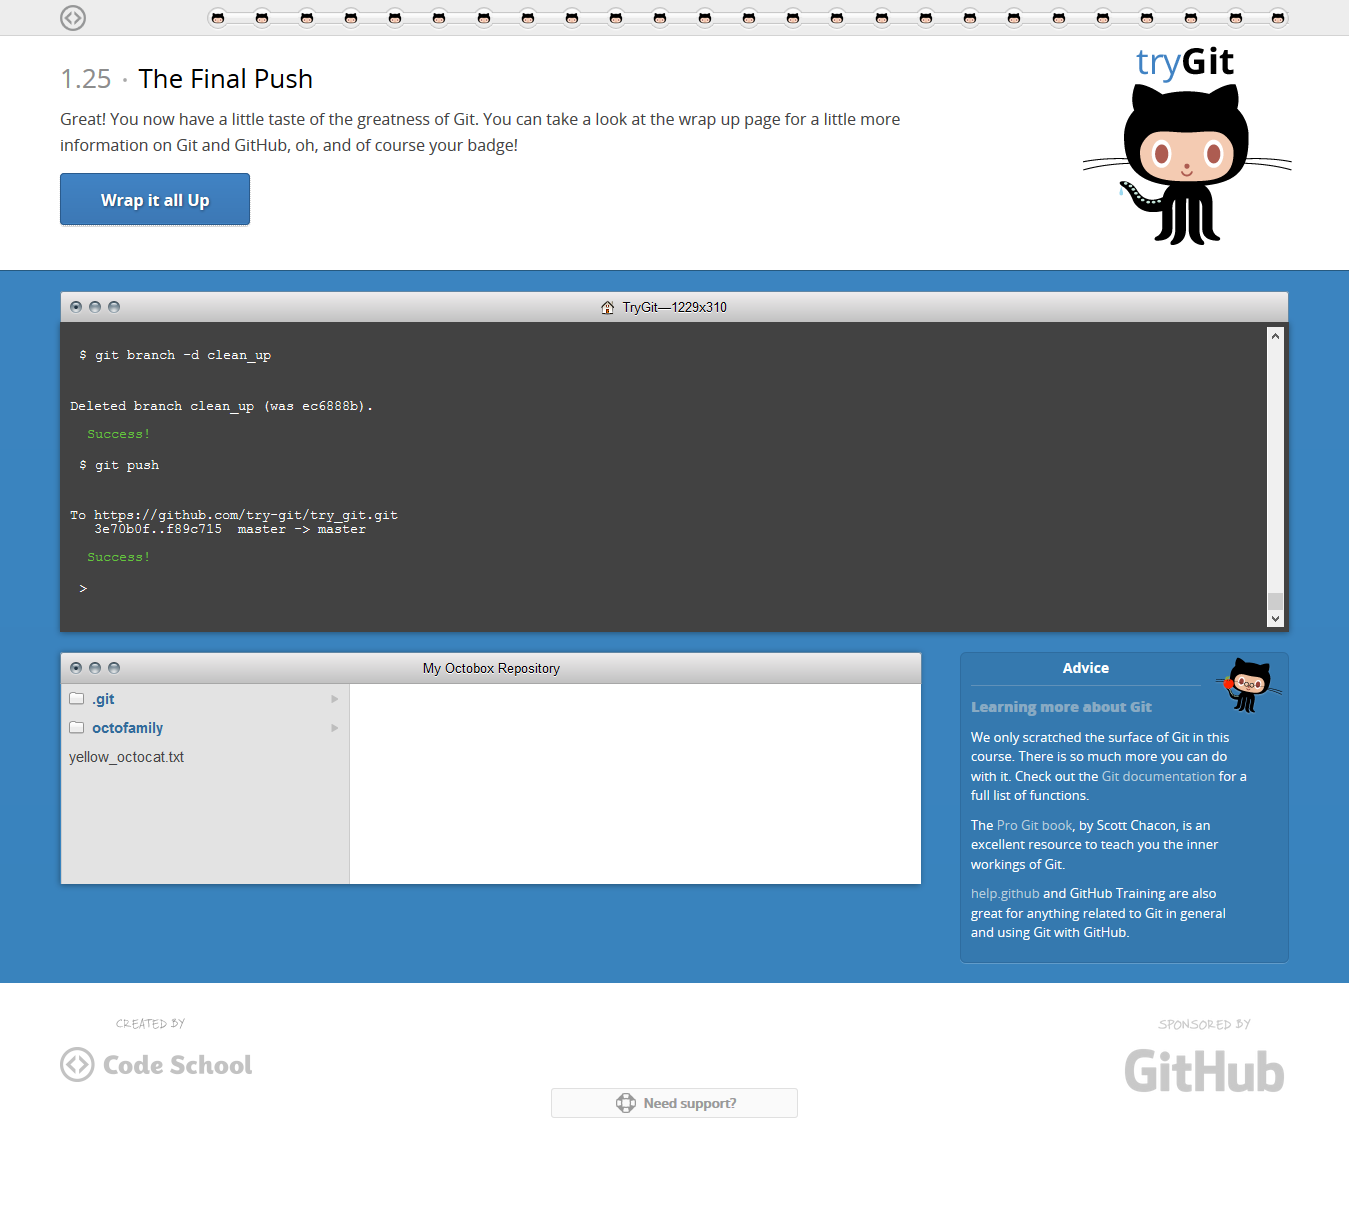 1.25 · The Final Push
tryGit
Great! You now have a little taste of the greatness of Git. You can take a look at the wrap up page for a little more
information on Git and GitHub, oh, and of course your badge!
Wrap it all Up
TryGit—1229x310
$ git branch -d clean_up
Deleted branch clean_up (was ec6888b).
Success!
$ git push
To https://github.com/try-git/try_git.git
3e70b0f..f89c715  master -> master
Success!
>
My Octobox Repository
.git
octofamily
yellow_octocat.txt
Advice
Learning more about Git
We only scratched the surface of Git in this
course. There is so much more you can do
with it. Check out the Git documentation for a
full list of functions.
The Pro Git book, by Scott Chacon, is an
excellent resource to teach you the inner
workings of Git.
help.github and GitHub Training are also
great for anything related to Git in general
and using Git with GitHub.
CREATED BY
Code School
SPONSORED BY
GitHub
Need support?